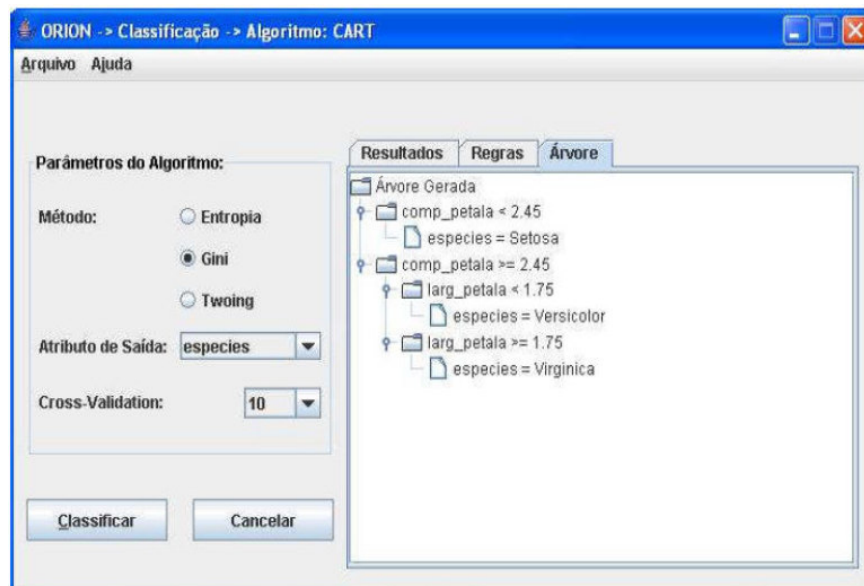 ORION -> Classificação -> Algoritmo: CART
Arquivo Ajuda
Parâmetros do Algoritmo:
Método:
Entropia
Gini
Twoing
Atributo de Saída: especies
Cross-Validation: 10
Classificar Cancelar
Resultados Regras Árvore
Árvore Gerada
comp_petala < 2.45
especies = Setosa
comp_petala >= 2.45
larg_petala < 1.75
especies = Versicolor
larg_petala >= 1.75
especies = Virginica